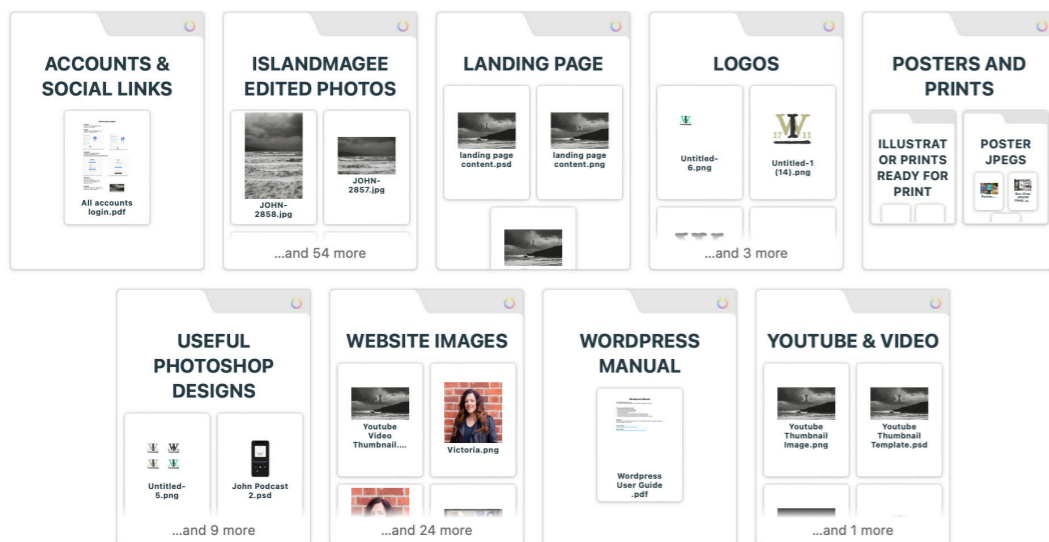 ACCOUNTS &
SOCIAL LINKS
All accounts
login.pdf
ISLANDMAGEE
EDITED PHOTOS
JOHN-
2858.jpg
JOHN-
2857.jpg
...and 54 more
LANDING PAGE
landing page
content.psd
landing page
content.png
LOGOS
Untitled-
6.png
17 11
Untitled-1
(14).png
...and 3 more
POSTERS AND
PRINTS
ILLUSTRAT
OR PRINTS
READY FOR
PRINT
POSTER
JPEGS
USEFUL
PHOTOSHOP
DESIGNS
Untitled-
5.png
John Podcast
2.psd
...and 9 more
WEBSITE IMAGES
Youtube
Video
Thumbnail....
Victoria.png
...and 24 more
WORDPRESS
MANUAL
Wordpress
User Guide
.pdf
YOUTUBE & VIDEO
Youtube
Thumbnail
Image.png
Youtube
Thumbnail
Template.psd
...and 1 more